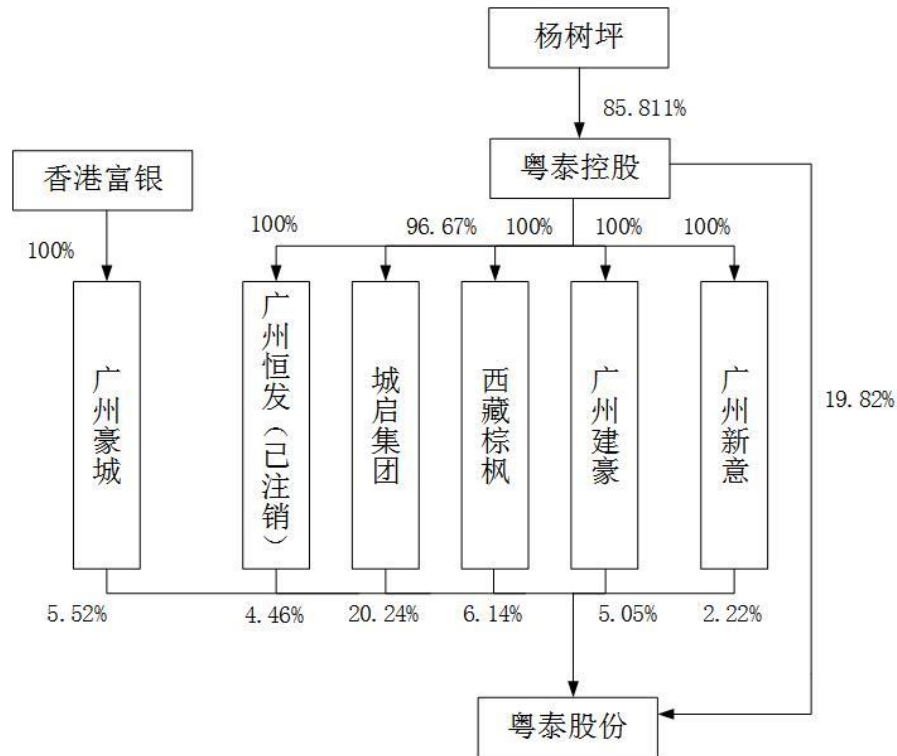 杨树坪
85.811%
香港富银
粤泰控股
100%
100%
96.67%
100%
100%
100%
广州豪城
广州恒发（已注销）
城启集团
西藏棕枫
广州建豪
广州新意
19.82%
5.52%
4.46%
20.24%
6.14%
5.05%
2.22%
粤泰股份